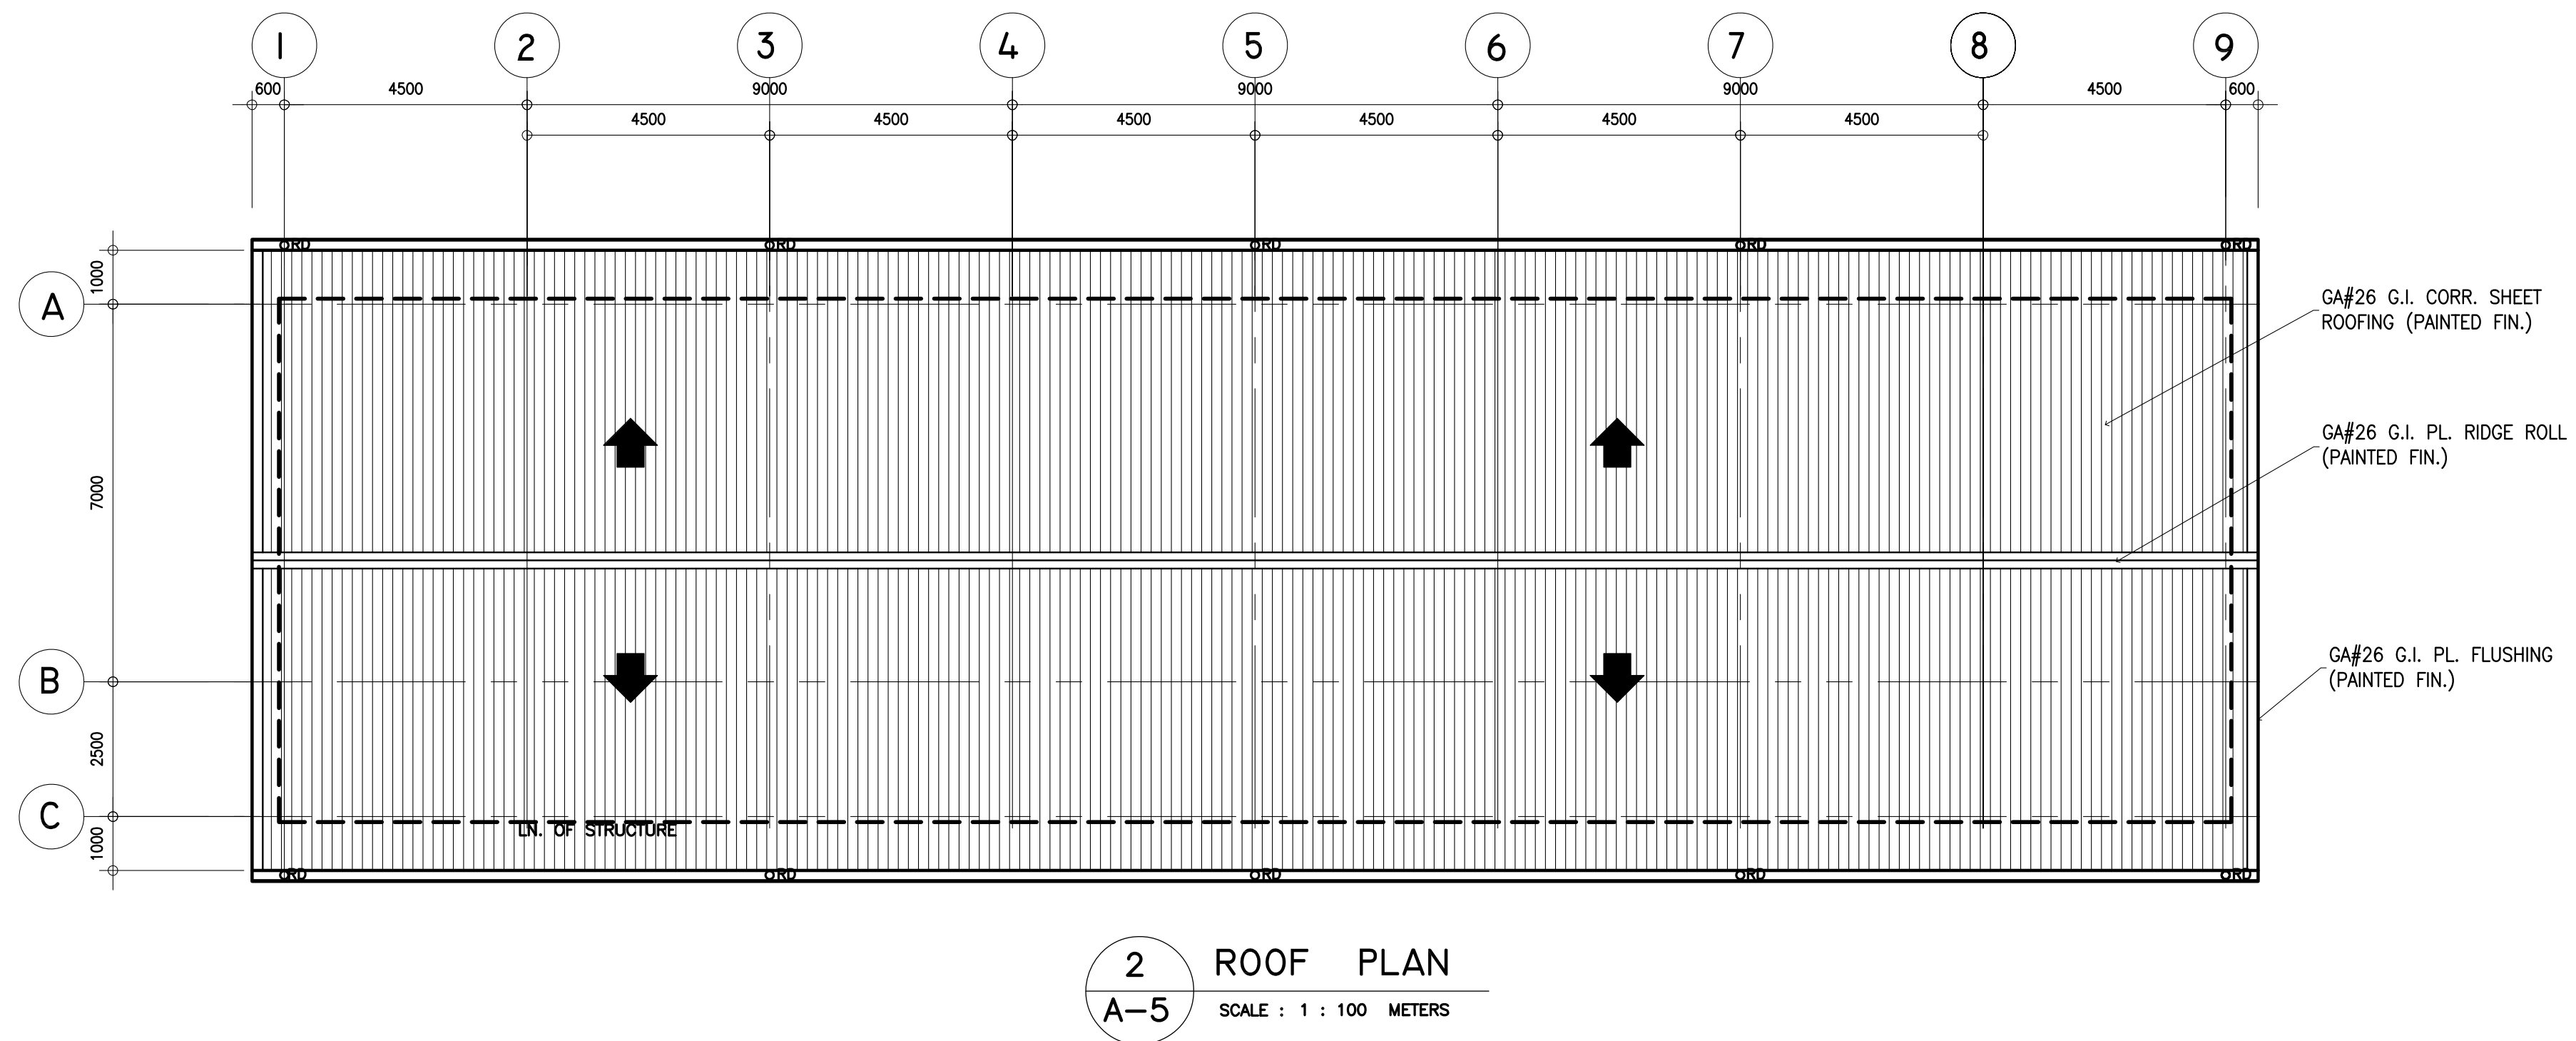 1 2 3 4 5 6 7 8 9
600 4500 9000 9000 9000 4500 600
4500 4500 4500 4500 4500 4500
RD RD RD RD RD
1000
A
GA#26 G.I. CORR. SHEET
ROOFING (PAINTED FIN.)
GA#26 G.I. PL. RIDGE ROLL
(PAINTED FIN.)
7000
GA#26 G.I. PL. FLUSHING
(PAINTED FIN.)
B
2500
C
LN. OF STRUCTURE
1000
RD RD RD RD RD
2
A-5
ROOF PLAN
SCALE : 1 : 100 METERS